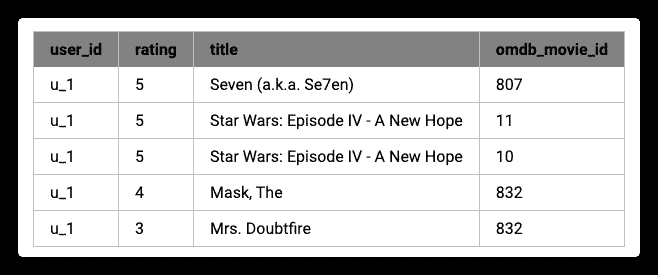 user_id rating title omdb_movie_id
u_1 5 Seven (a.k.a. Se7en) 807
u_1 5 Star Wars: Episode IV - A New Hope 11
u_1 5 Star Wars: Episode IV - A New Hope 10
u_1 4 Mask, The 832
u_1 3 Mrs. Doubtfire 832